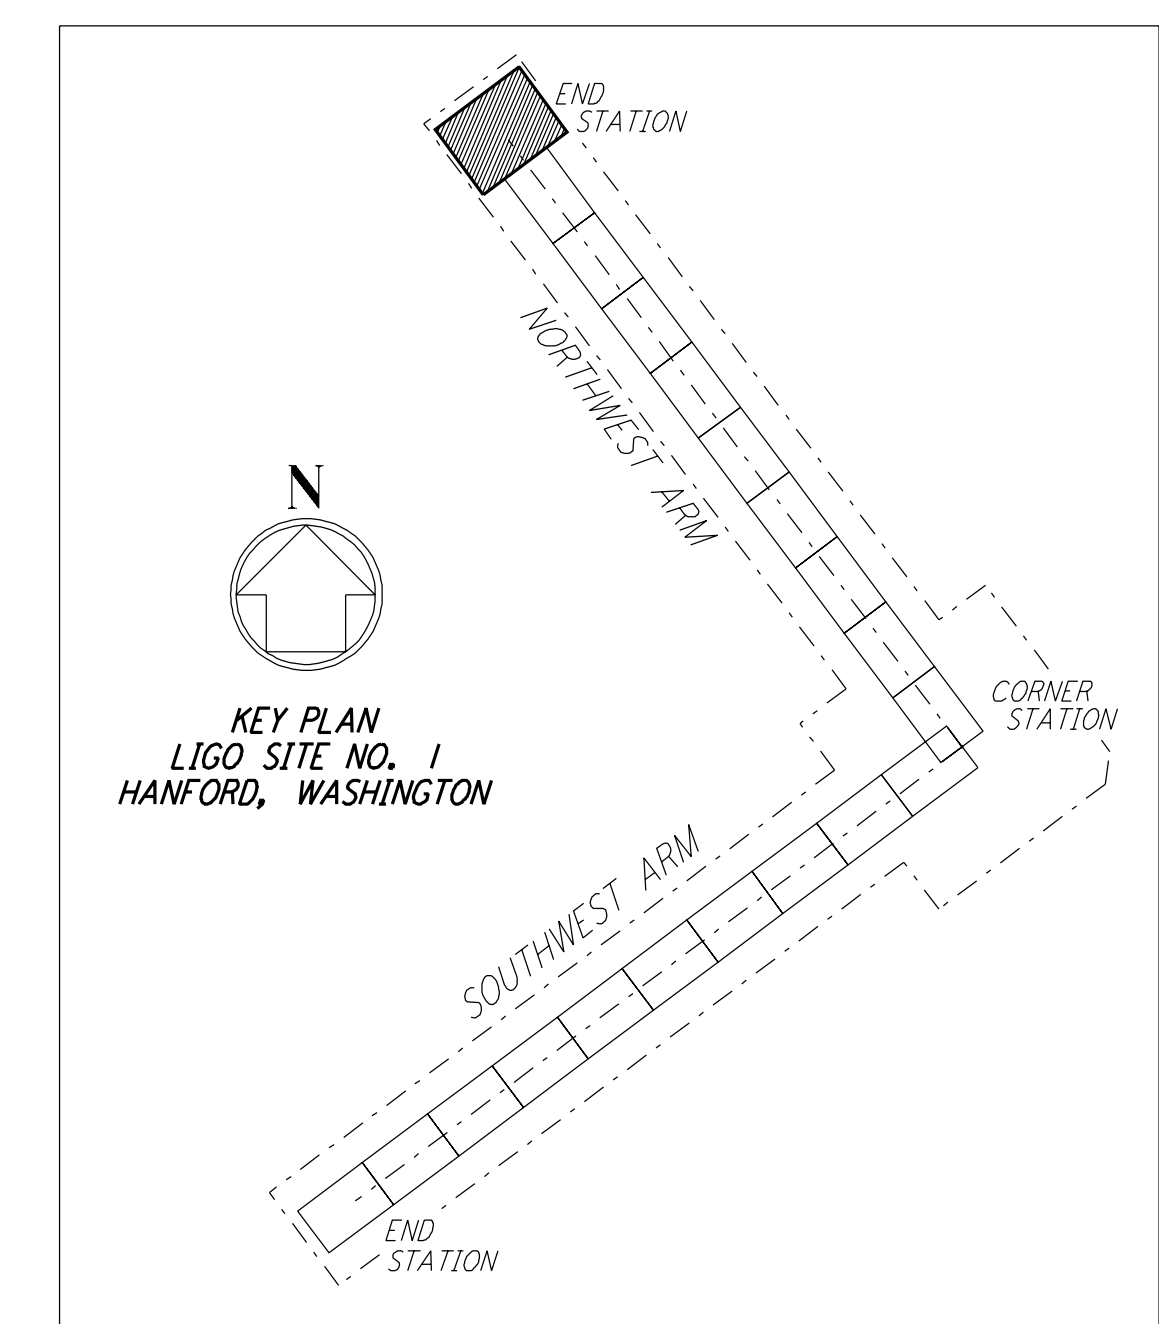 END
STATION
NORTHWEST ARM
N
CORNER
STATION
KEY PLAN
LIGO SITE NO. 1
HANFORD, WASHINGTON
SOUTHWEST ARM
END
STATION